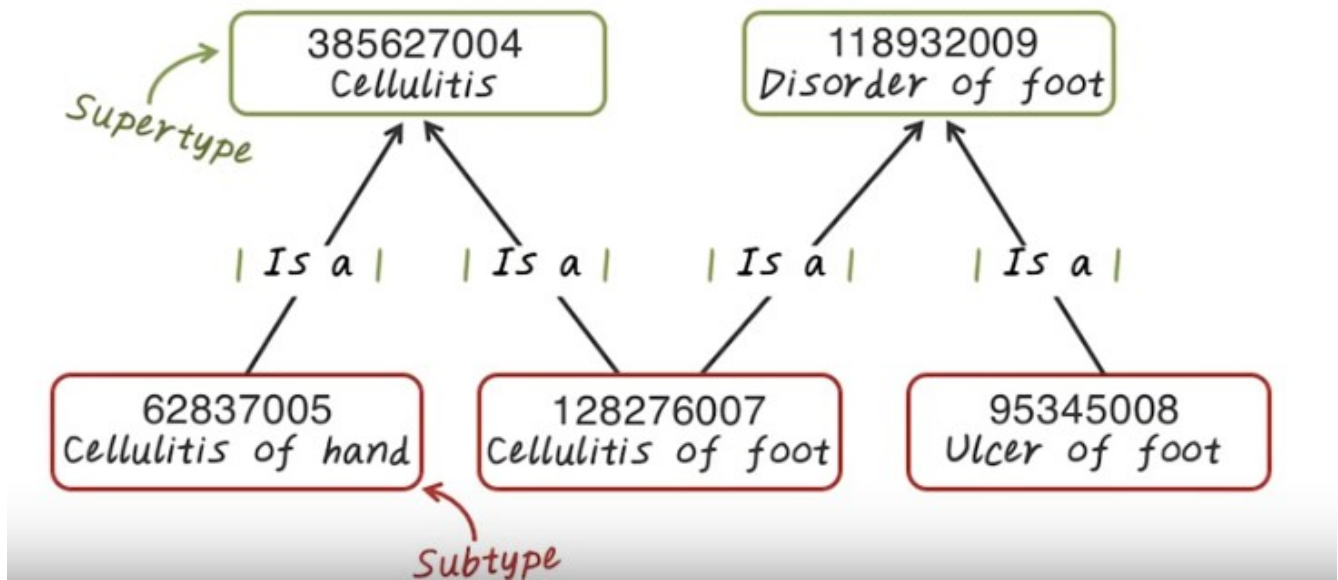 385627004
Cellulitis
118932009
Disorder of foot
Supertype
| Is a |
| Is a |
| Is a |
| Is a |
62837005
Cellulitis of hand
128276007
Cellulitis of foot
95345008
Ulcer of foot
Subtype